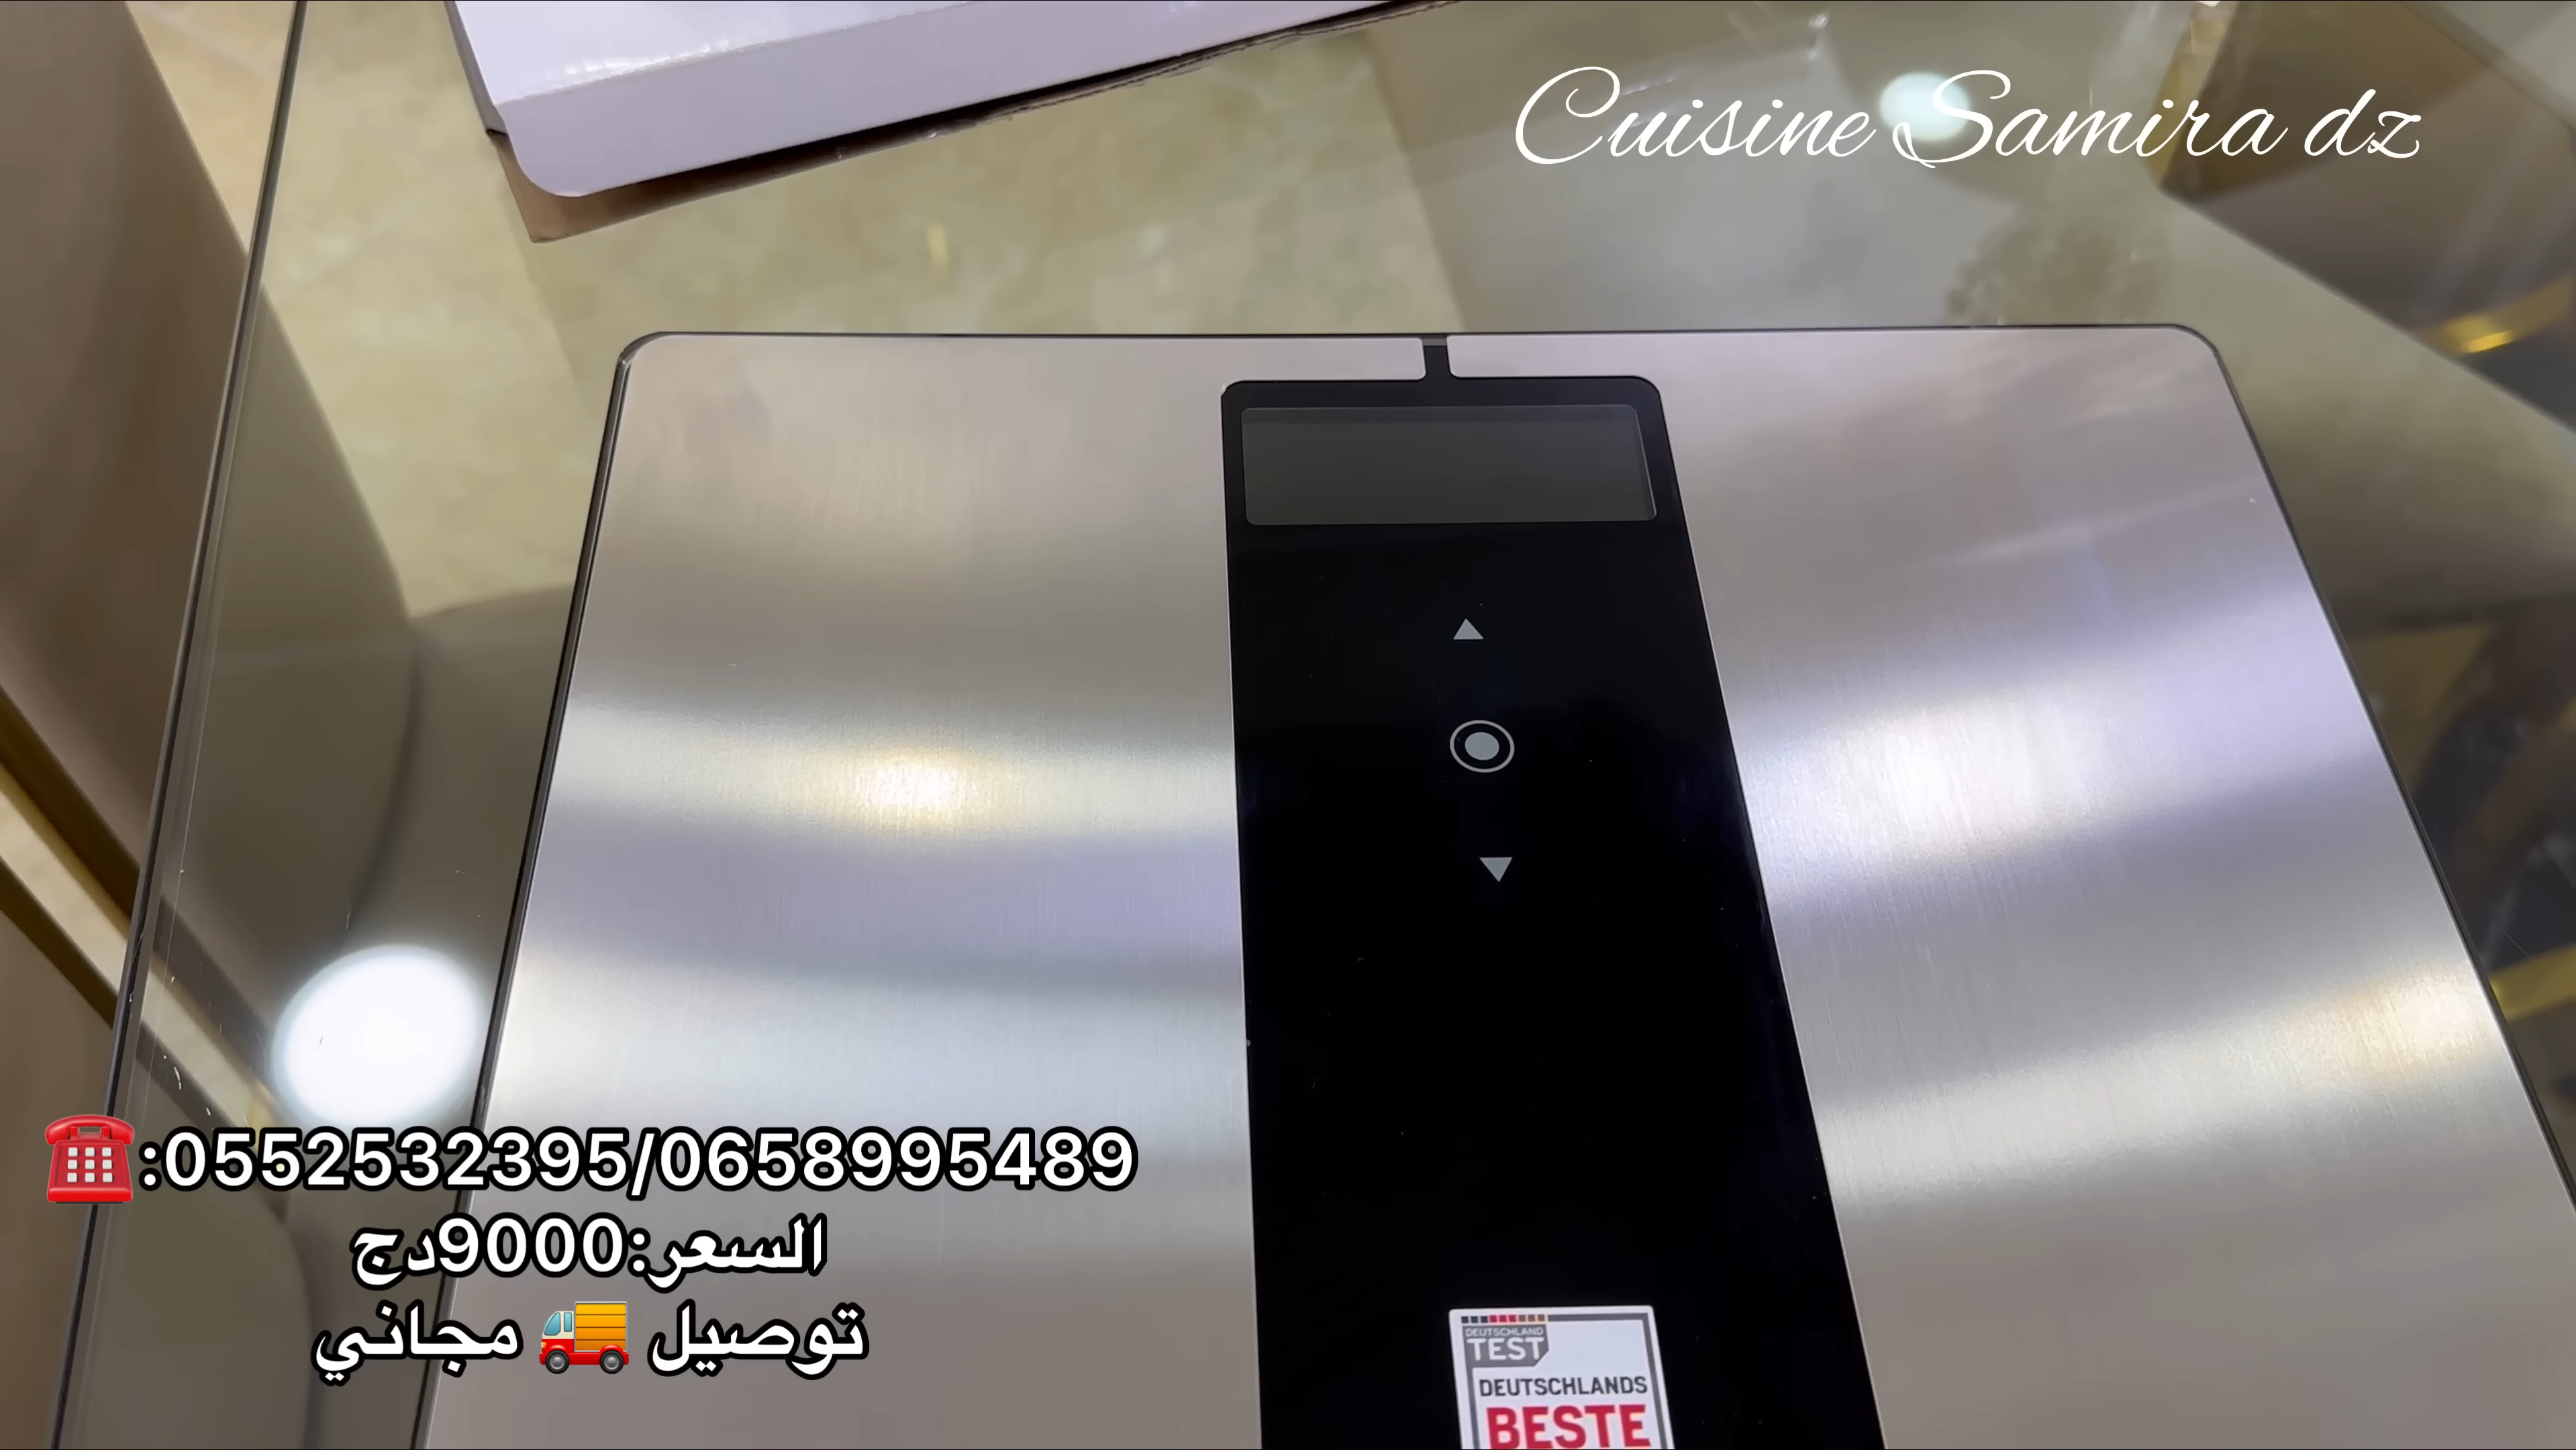 Cuisine Samira dz
☎️:0552532395/0658995489
السعر:9000دج
توصيل 🚚 مجاني
DEUTSCHLAND
TEST
DEUTSCHLANDS
BESTE